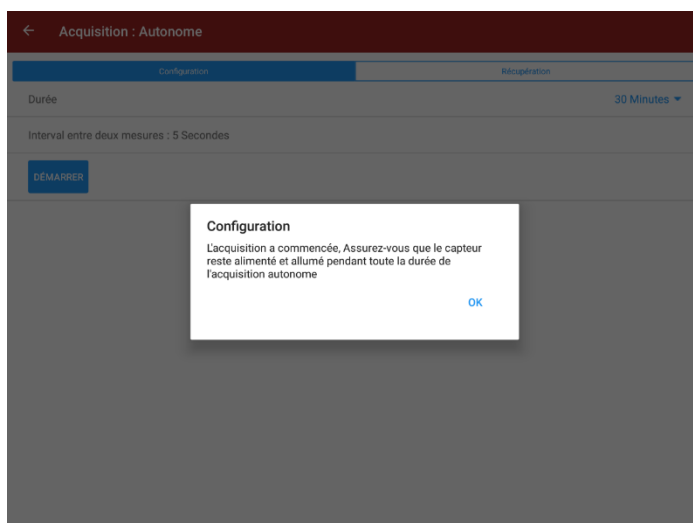 Acquisition : Autonome
Configuration
Récupération
Durée
30 Minutes
Interval entre deux mesures : 5 Secondes
DÉMARRER
Configuration
L'acquisition a commencée, Assurez-vous que le capteur
reste alimenté et allumé pendant toute la durée de
l'acquisition autonome
OK